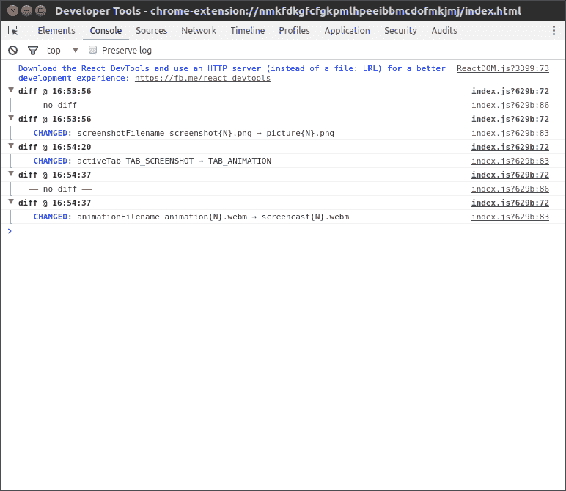 Developer Tools - chrome-extension://nmkfdkgfcfgkpmlhpeeibbmcdofmkjmj/index.html
Elements Console Sources Network Timeline Profiles Application Security Audits
top Preserve log
Download the React DevTools and use an HTTP server (instead of a file: URL) for a better ReactDOM.js?3999:73
development experience: https://fb.me/react-devtools
diff @ 16:53:56 index.js?629b:72
—— no diff —— index.js?629b:86
diff @ 16:53:56 index.js?629b:72
CHANGED: screenshotFilename screenshot{N}.png → picture{N}.png index.js?629b:83
diff @ 16:54:20 index.js?629b:72
CHANGED: activeTab TAB_SCREENSHOT → TAB_ANIMATION index.js?629b:83
diff @ 16:54:37 index.js?629b:72
—— no diff —— index.js?629b:86
diff @ 16:54:37 index.js?629b:72
CHANGED: animationFilename animation{N}.webm → screencast{N}.webm index.js?629b:83